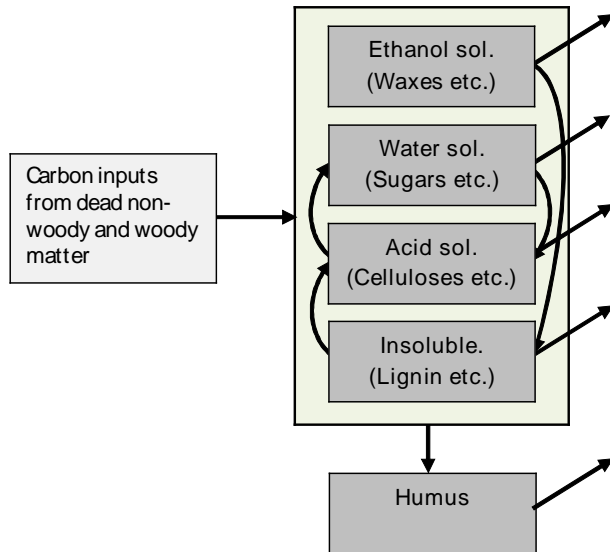 Ethanol sol.
(Waxes etc.)
Water sol.
(Sugars etc.)
Carbon inputs
from dead non-
woody and woody
matter
Acid sol.
(Celluloses etc.)
Insoluble.
(Lignin etc.)
Humus